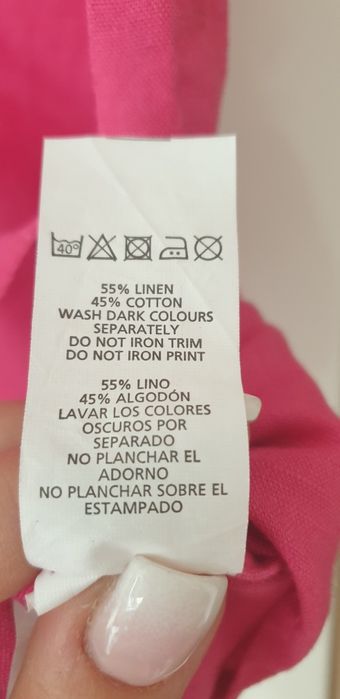 40°
55% LINEN
45% COTTON
WASH DARK COLOURS
SEPARATELY
DO NOT IRON TRIM
DO NOT IRON PRINT
55% LINO
45% ALGODÓN
LAVAR LOS COLORES
OSCUROS POR
SEPARADO
NO PLANCHAR EL
ADORNO
NO PLANCHAR SOBRE EL
ESTAMPADO